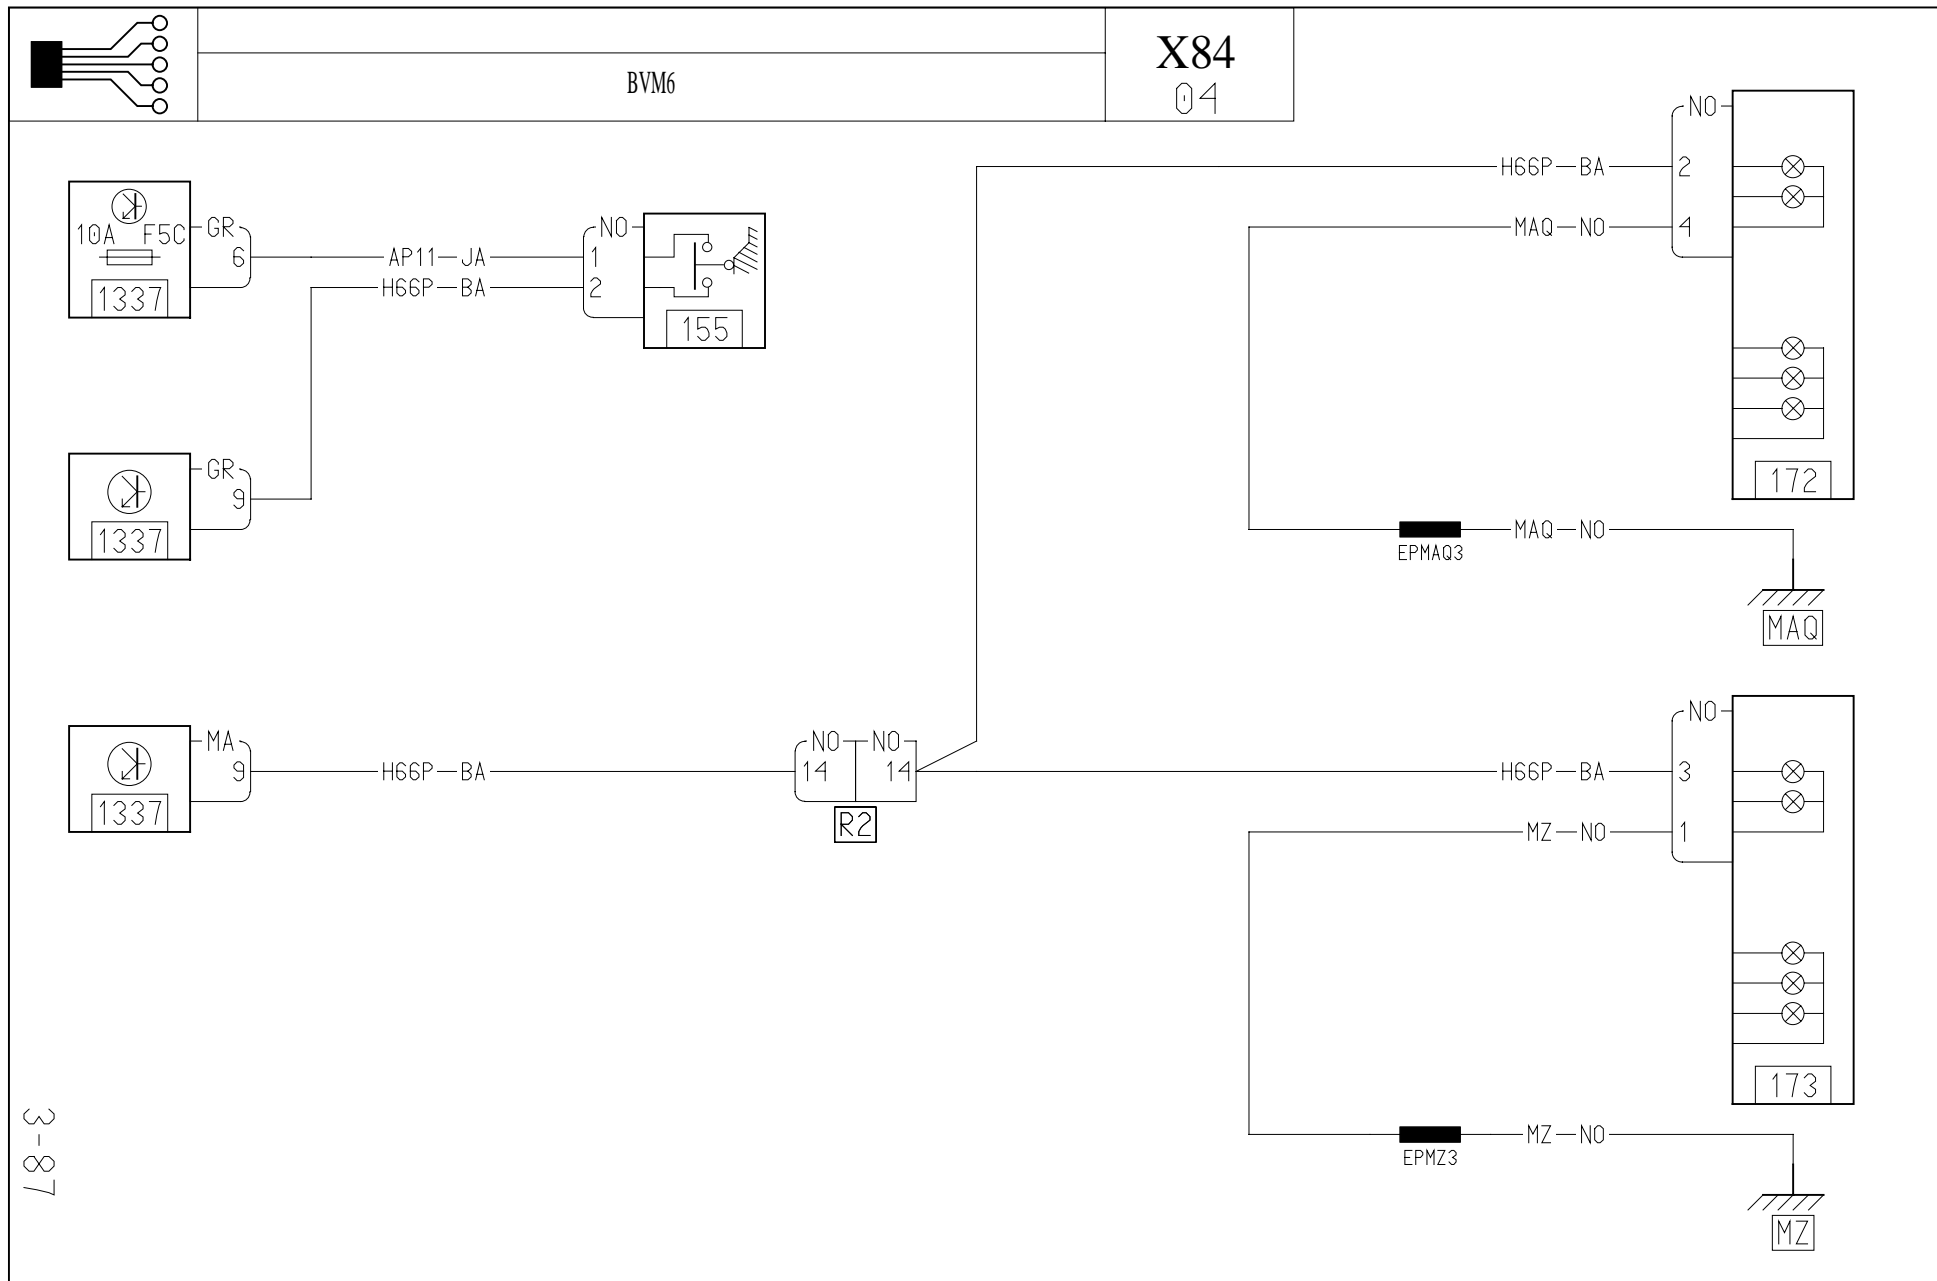 BVM6
X84
04
10A F5C
GR
6
1337
AP11 JA
H66P BA
NO
1
2
155
GR
9
1337
MA
9
1337
H66P BA
NO NO
14 14
R2
H66P BA
MAQ NO
NO
2
4
172
EPMAQ3
MAQ NO
MAQ
H66P BA
MZ NO
NO
3
1
173
EPMZ3
MZ NO
MZ
3-87